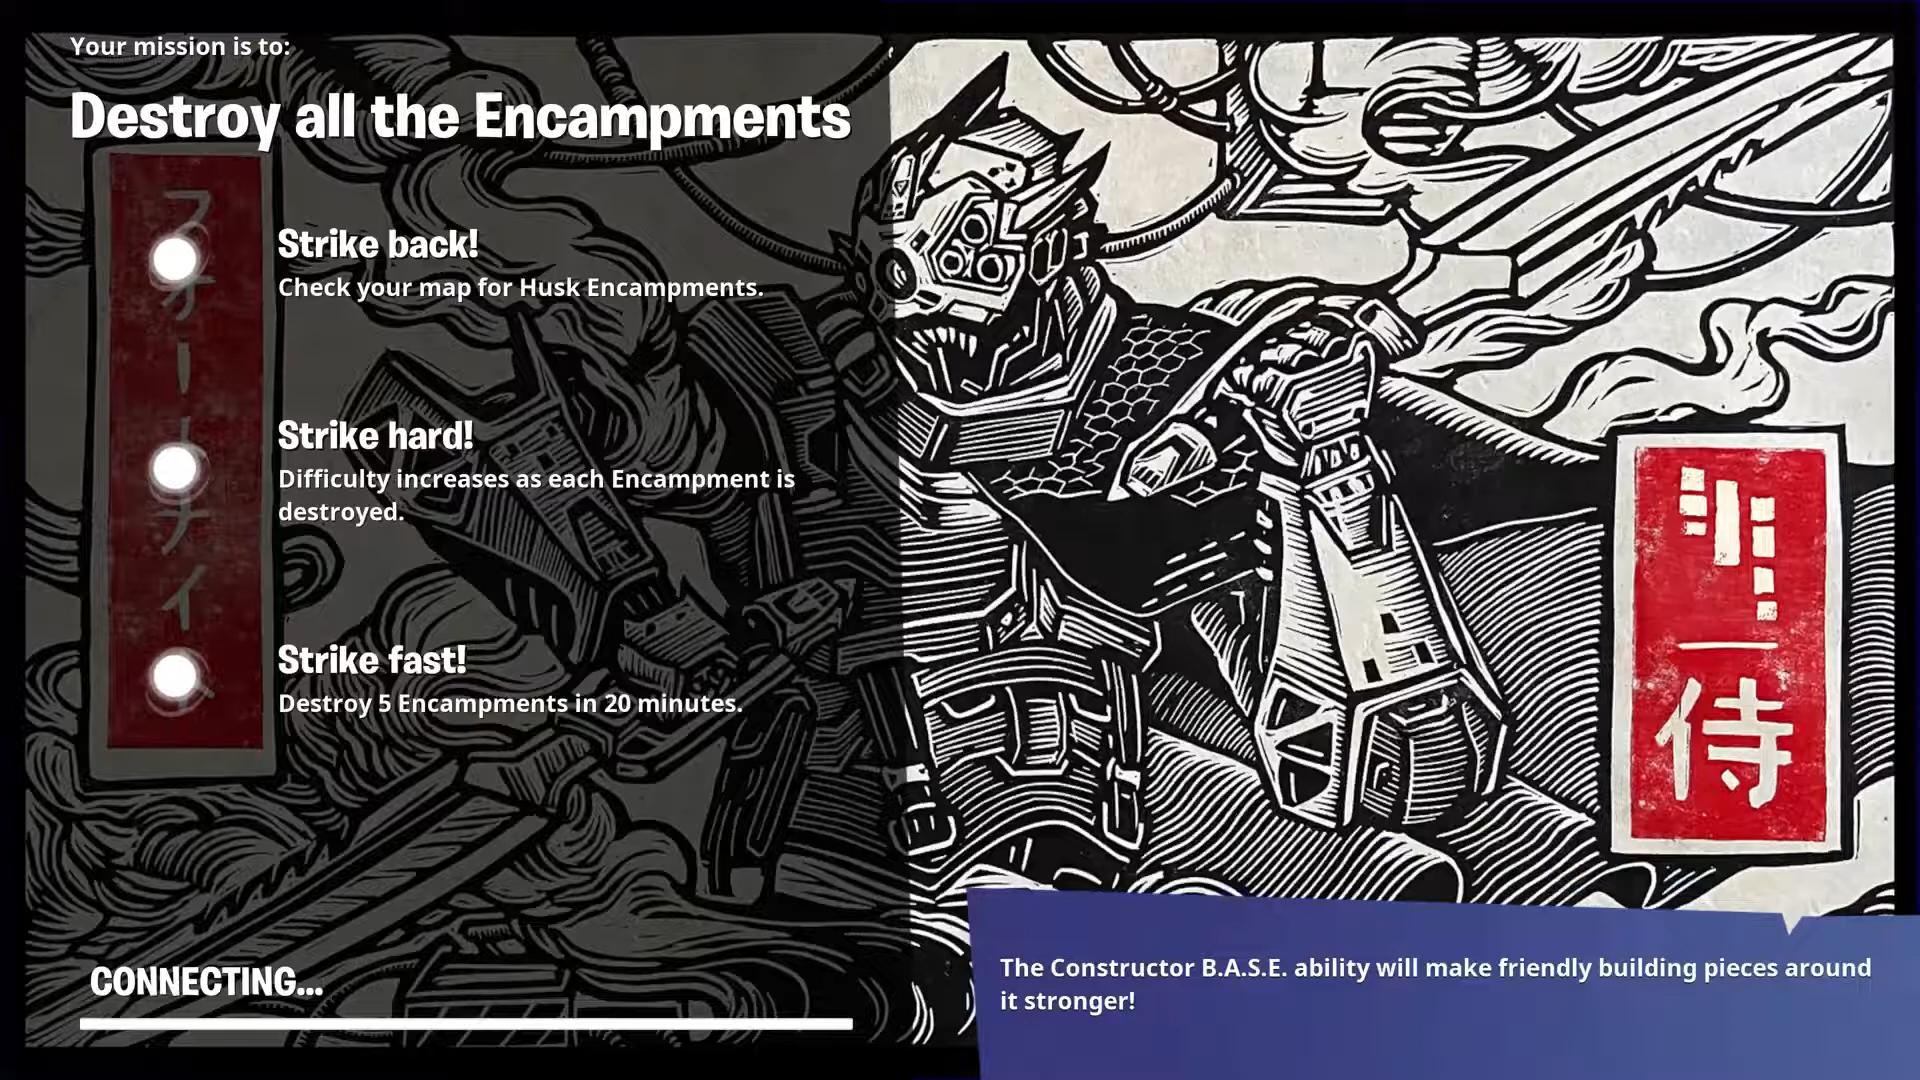 Your mission is to:
Destroy all the Encampments
Strike back!
Check your map for Husk Encampments.
Strike hard!
Difficulty increases as each Encampment is
destroyed.
Strike fast!
Destroy 5 Encampments in 20 minutes.
侍
CONNECTING...
The Constructor B.A.S.E. ability will make friendly building pieces around
it stronger!